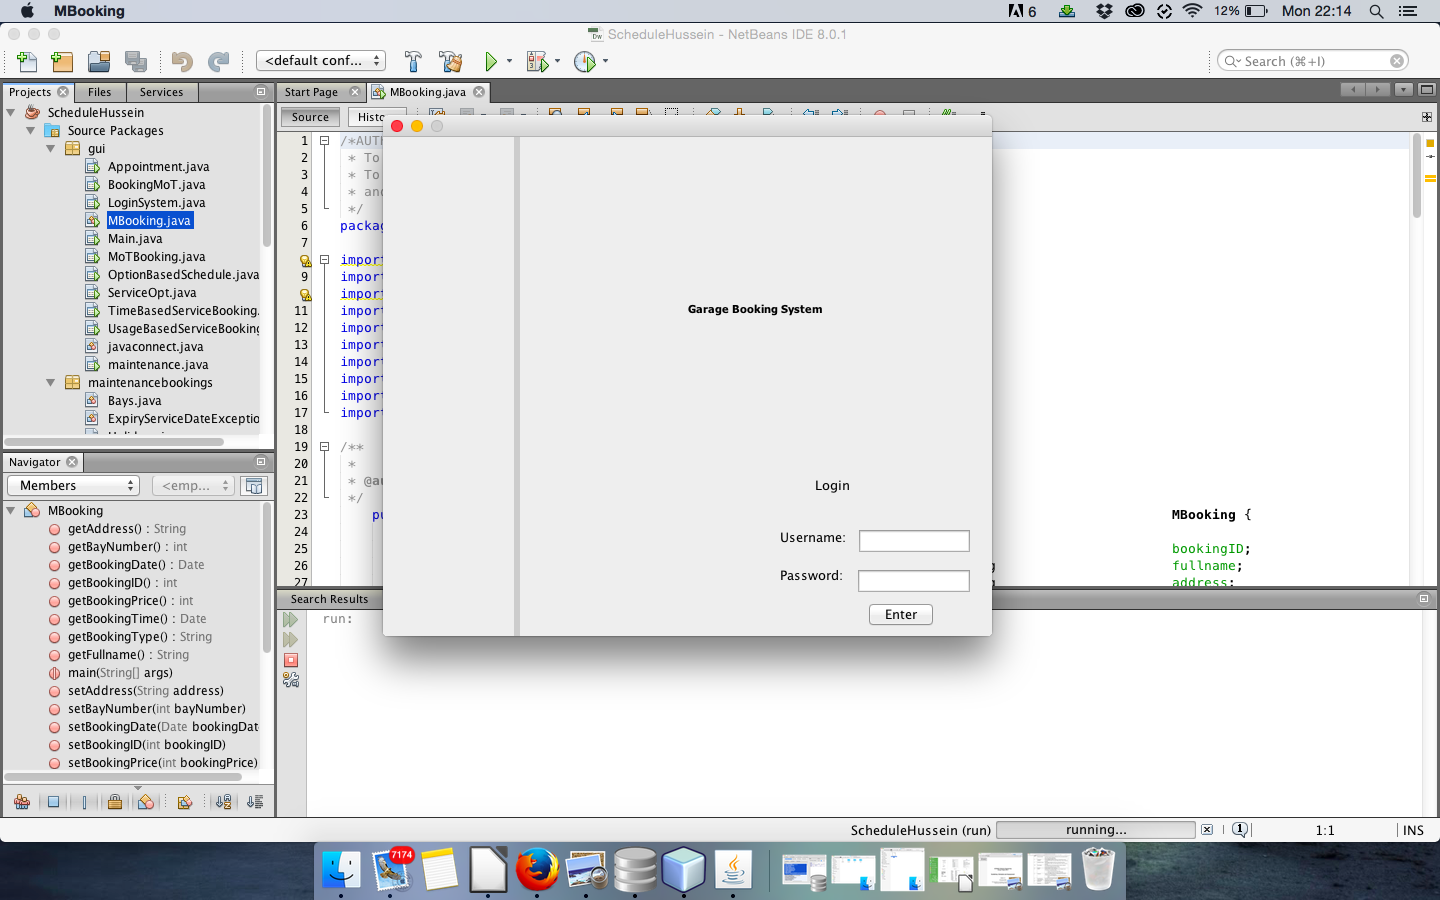 MBooking
6
12%
Mon 22:14
ScheduleHussein - NetBeans IDE 8.0.1
<default conf...
Search (⌘+I)
Projects
Files
Services
Start Page
MBooking.java
Source
Histo
ScheduleHussein
Source Packages
gui
Appointment.java
BookingMoT.java
LoginSystem.java
MBooking.java
Main.java
MoTBooking.java
OptionBasedSchedule.java
ServiceOpt.java
TimeBasedServiceBooking.
UsageBasedServiceBooking
javaconnect.java
maintenance.java
maintenancebookings
Bays.java
ExpiryServiceDateExceptio
1 /*AUTH
2 * To
3 * To
4 * and
5 */
6 packag
7
import
9 import
import
11 import
12 import
13 import
14 import
15 import
16 import
17 import
18
19 /**
20 *
21 * @au
22 */
23 pu MBooking {
24
25 bookingID;
26 g fullname;
27 g address;
Garage Booking System
Login
Username:
Password:
Enter
Navigator
Members
<emp...
MBooking
getAddress() : String
getBayNumber() : int
getBookingDate() : Date
getBookingID() : int
getBookingPrice() : int
getBookingTime() : Date
getBookingType() : String
getFullname() : String
main(String[] args)
setAddress(String address)
setBayNumber(int bayNumber)
setBookingDate(Date bookingDat
setBookingID(int bookingID)
setBookingPrice(int bookingPrice)
Search Results
run:
ScheduleHussein (run)
running...
1
1:1
INS
7174